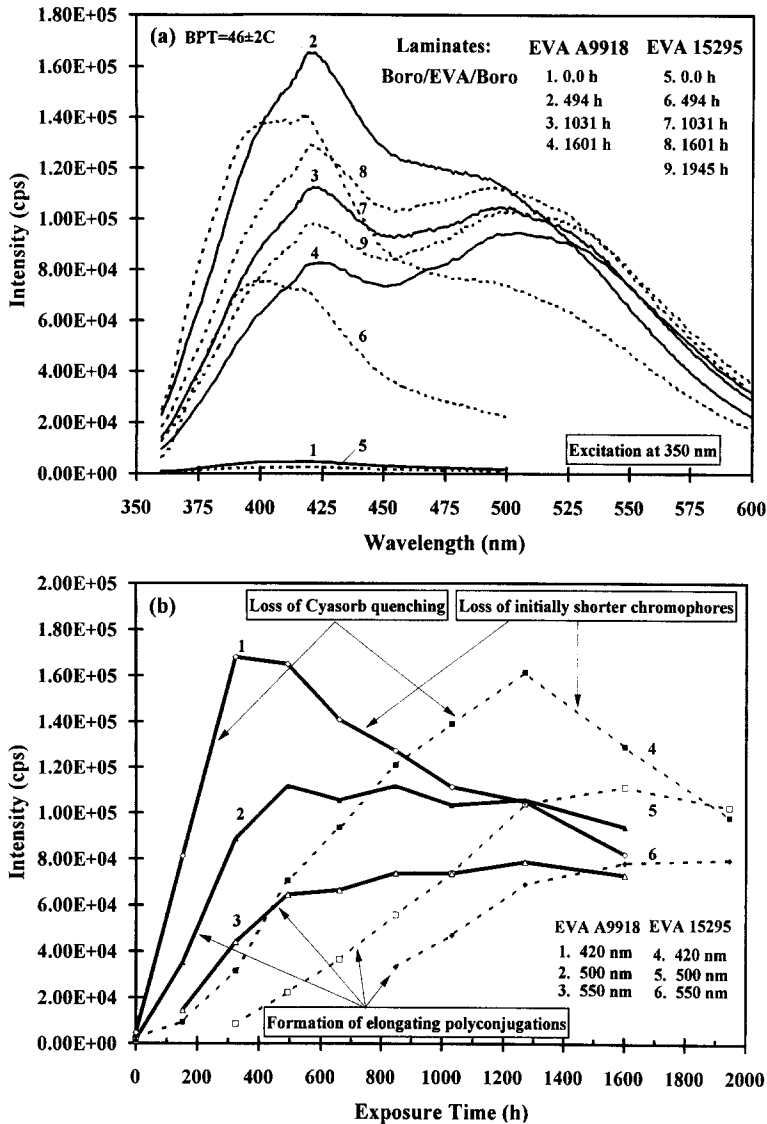 1.80E+05
1.60E+05
1.40E+05
1.20E+05
1.00E+05
8.00E+04
6.00E+04
4.00E+04
2.00E+04
0.00E+00
Intensity (cps)
(a) BPT=46±2C
Laminates:
Boro/EVA/Boro
EVA A9918
1. 0.0 h
2. 494 h
3. 1031 h
4. 1601 h
EVA 15295
5. 0.0 h
6. 494 h
7. 1031 h
8. 1601 h
9. 1945 h
2
8
3
7
9
4
6
1
5
Excitation at 350 nm
350 375 400 425 450 475 500 525 550 575 600
Wavelength (nm)
2.00E+05
1.80E+05
1.60E+05
1.40E+05
1.20E+05
1.00E+05
8.00E+04
6.00E+04
4.00E+04
2.00E+04
0.00E+00
Intensity (cps)
(b)
Loss of Cyasorb quenching
Loss of initially shorter chromophores
1
4
2
5
6
3
EVA A9918
1. 420 nm
2. 500 nm
3. 550 nm
EVA 15295
4. 420 nm
5. 500 nm
6. 550 nm
Formation of elongating polyconjugations
0 200 400 600 800 1000 1200 1400 1600 1800 2000
Exposure Time (h)